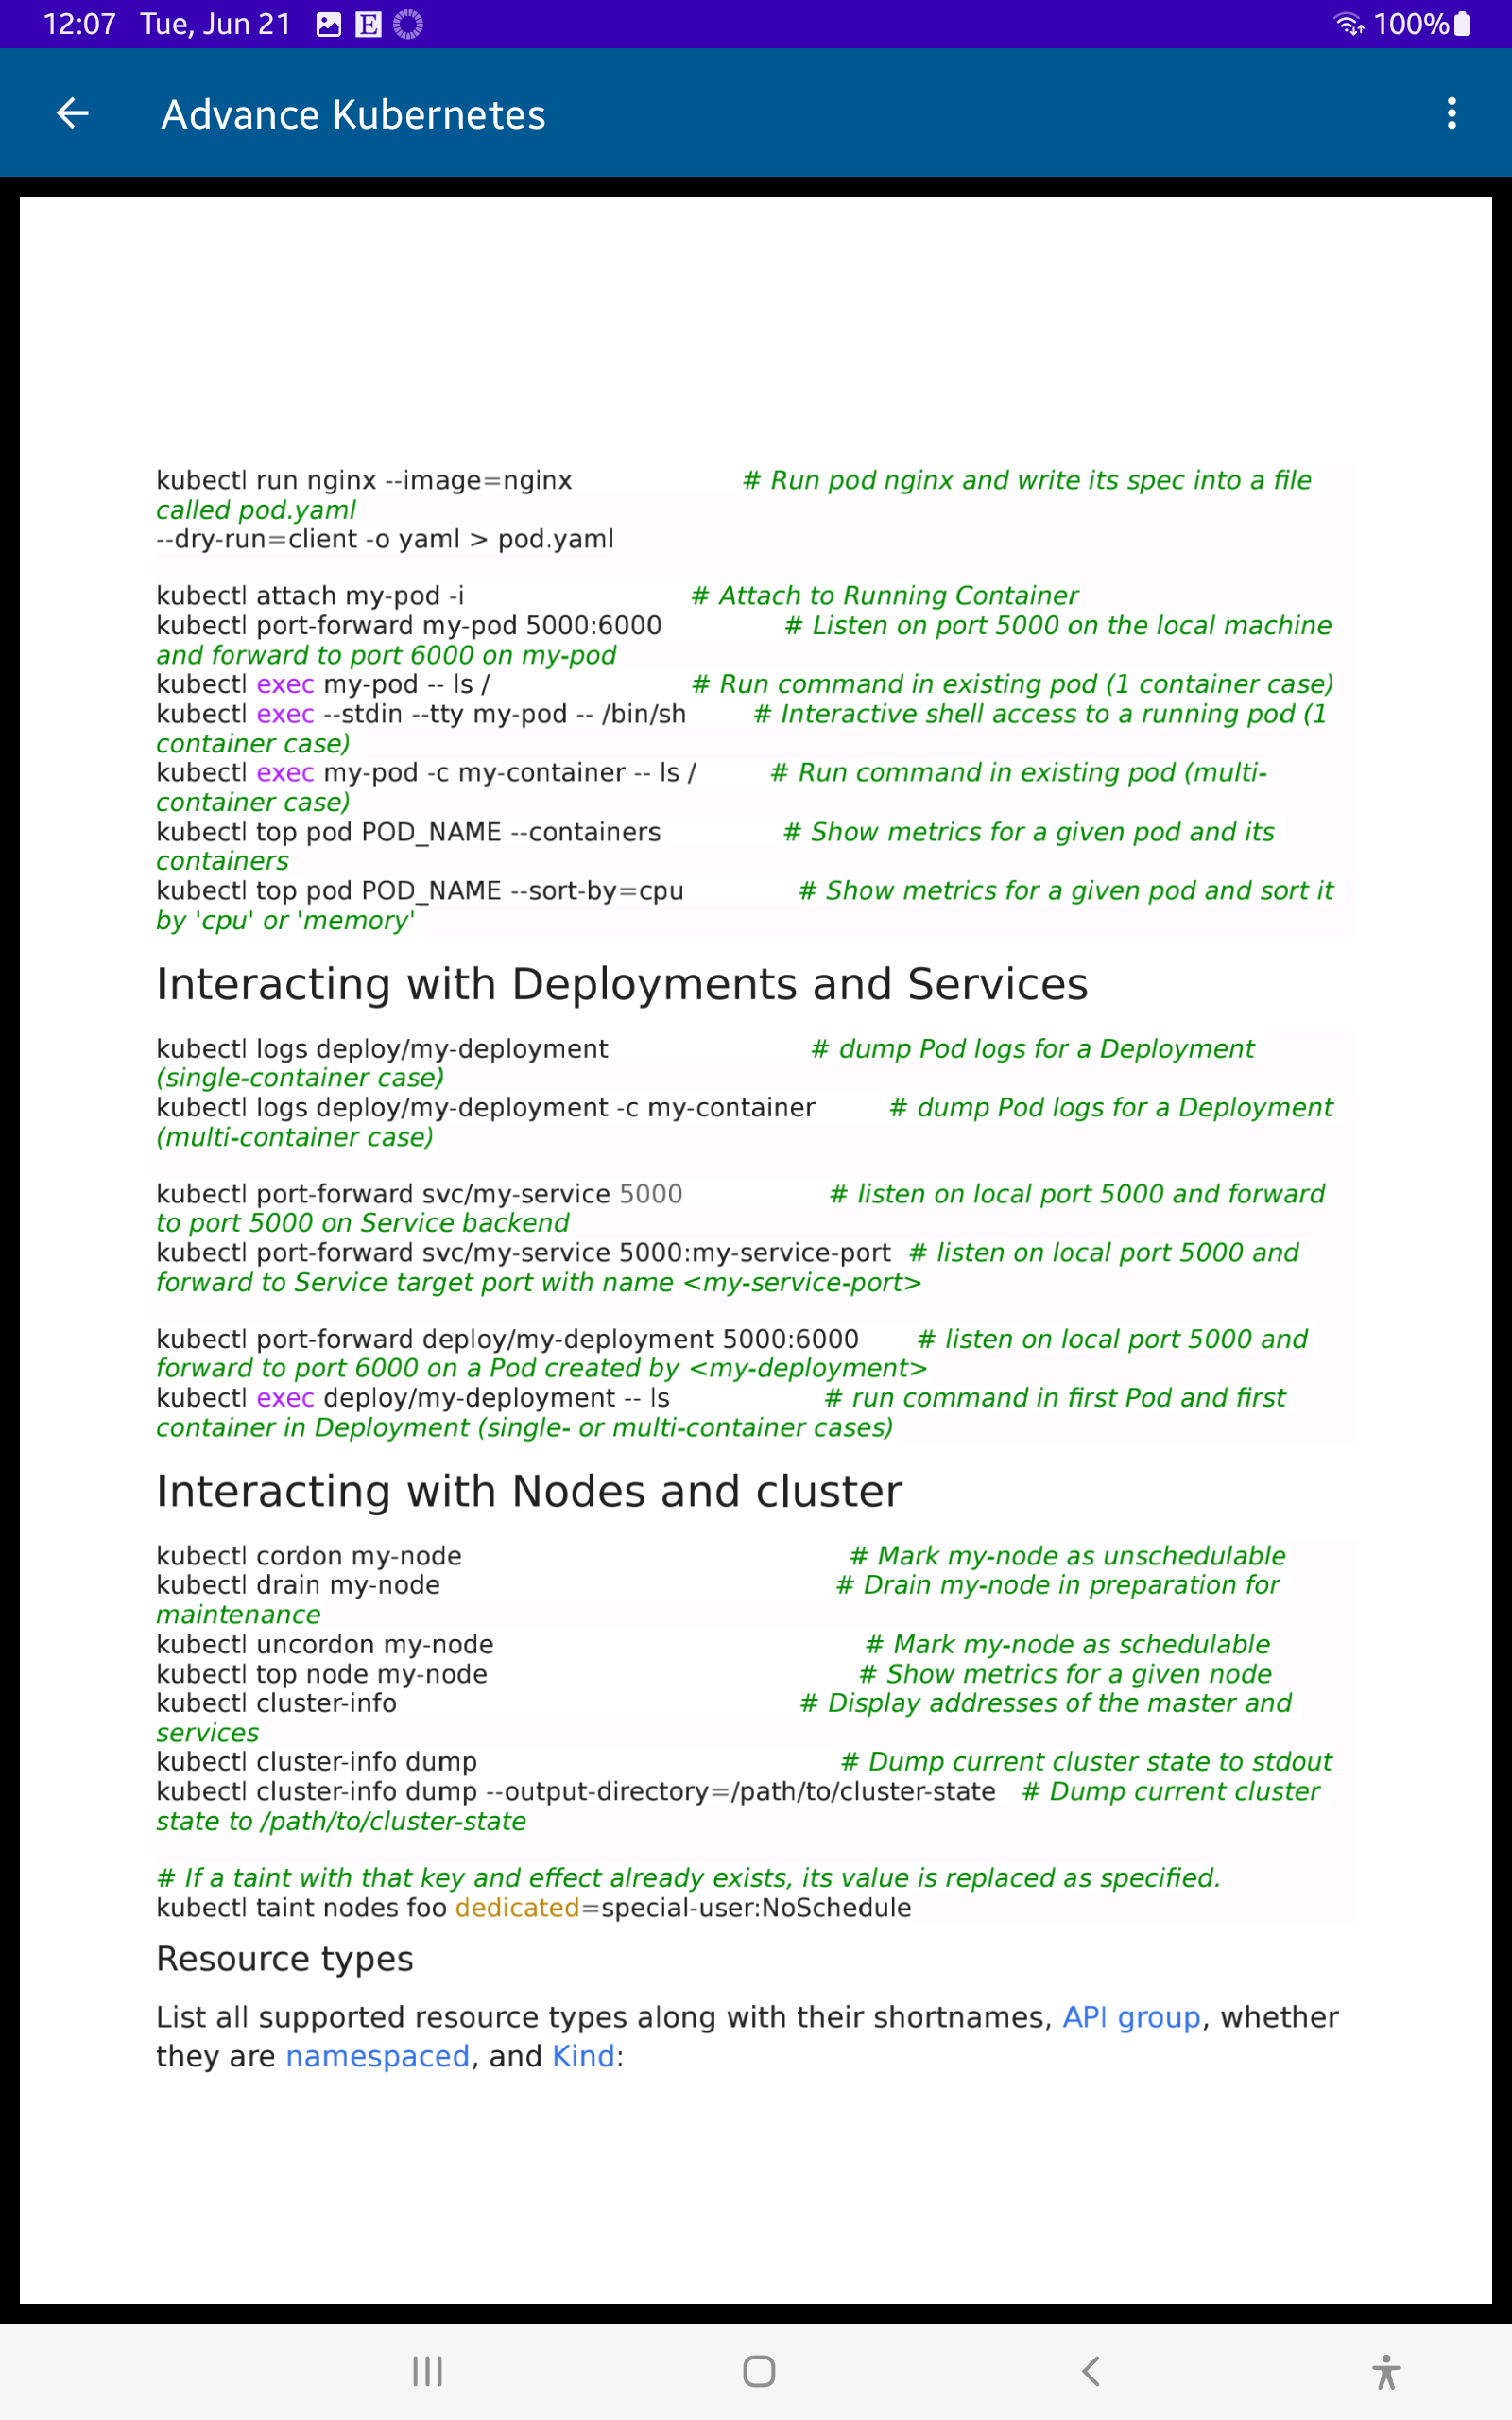 12:07 Tue, Jun 21 E 100%
Advance Kubernetes
kubectl run nginx --image=nginx # Run pod nginx and write its spec into a file
called pod.yaml
--dry-run=client -o yaml > pod.yaml
kubectl attach my-pod -i # Attach to Running Container
kubectl port-forward my-pod 5000:6000 # Listen on port 5000 on the local machine
and forward to port 6000 on my-pod
kubectl exec my-pod -- ls / # Run command in existing pod (1 container case)
kubectl exec --stdin --tty my-pod -- /bin/sh # Interactive shell access to a running pod (1
container case)
kubectl exec my-pod -c my-container -- ls / # Run command in existing pod (multi-
container case)
kubectl top pod POD_NAME --containers # Show metrics for a given pod and its
containers
kubectl top pod POD_NAME --sort-by=cpu # Show metrics for a given pod and sort it
by 'cpu' or 'memory'
Interacting with Deployments and Services
kubectl logs deploy/my-deployment # dump Pod logs for a Deployment
(single-container case)
kubectl logs deploy/my-deployment -c my-container # dump Pod logs for a Deployment
(multi-container case)
kubectl port-forward svc/my-service 5000 # listen on local port 5000 and forward
to port 5000 on Service backend
kubectl port-forward svc/my-service 5000:my-service-port # listen on local port 5000 and
forward to Service target port with name <my-service-port>
kubectl port-forward deploy/my-deployment 5000:6000 # listen on local port 5000 and
forward to port 6000 on a Pod created by <my-deployment>
kubectl exec deploy/my-deployment -- ls # run command in first Pod and first
container in Deployment (single- or multi-container cases)
Interacting with Nodes and cluster
kubectl cordon my-node # Mark my-node as unschedulable
kubectl drain my-node # Drain my-node in preparation for
maintenance
kubectl uncordon my-node # Mark my-node as schedulable
kubectl top node my-node # Show metrics for a given node
kubectl cluster-info # Display addresses of the master and
services
kubectl cluster-info dump # Dump current cluster state to stdout
kubectl cluster-info dump --output-directory=/path/to/cluster-state # Dump current cluster
state to /path/to/cluster-state
# If a taint with that key and effect already exists, its value is replaced as specified.
kubectl taint nodes foo dedicated=special-user:NoSchedule
Resource types
List all supported resource types along with their shortnames, API group, whether
they are namespaced, and Kind: